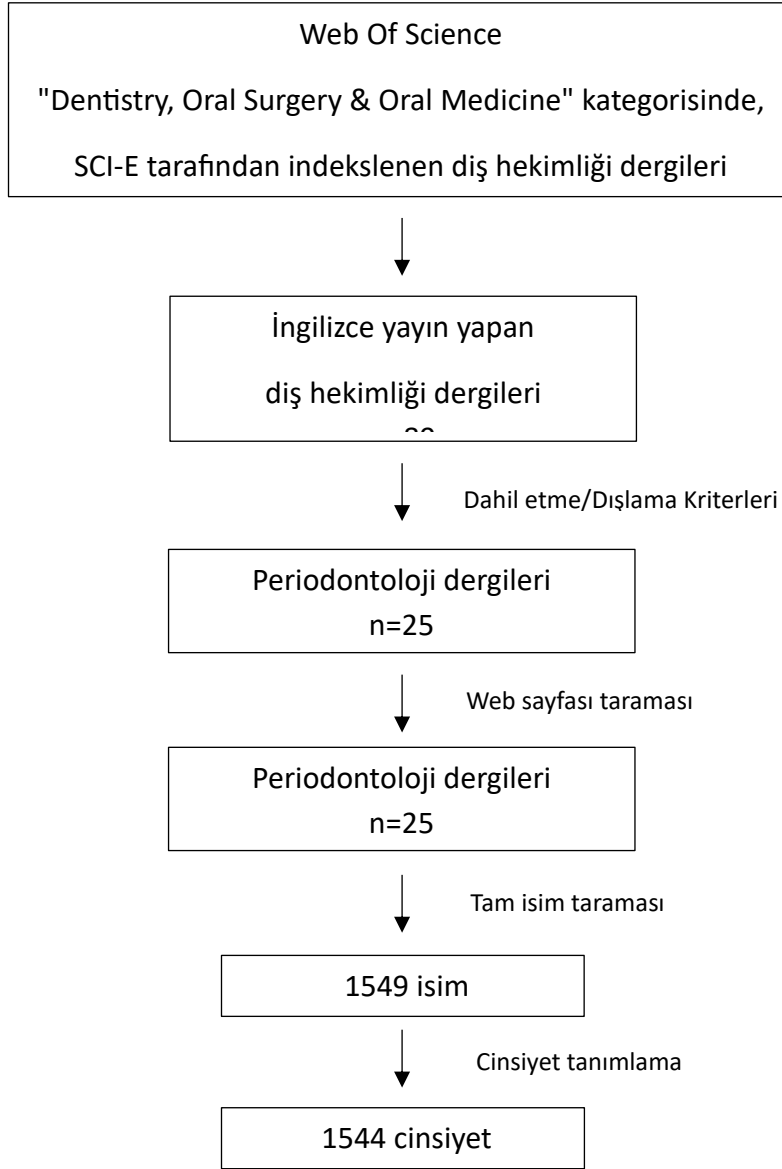 Web Of Science
"Dentistry, Oral Surgery & Oral Medicine" kategorisinde,
SCI-E tarafından indekslenen diş hekimliği dergileri
İngilizce yayın yapan
diş hekimliği dergileri
Dahil etme/Dışlama Kriterleri
Periodontoloji dergileri
n=25
Web sayfası taraması
Periodontoloji dergileri
n=25
Tam isim taraması
1549 isim
Cinsiyet tanımlama
1544 cinsiyet